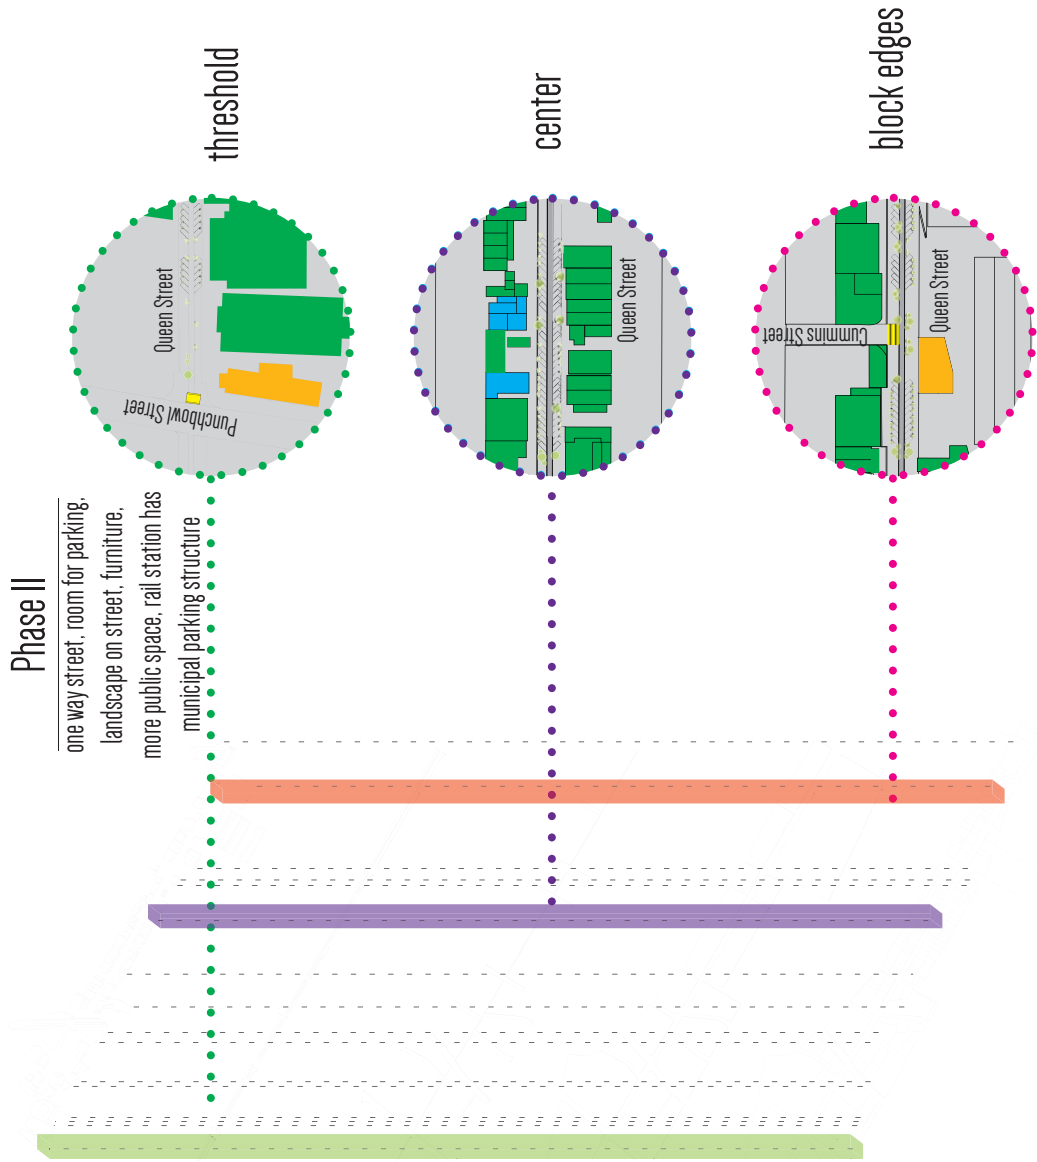 Phase II
one way street, room for parking,
landscape on street, furniture,
more public space, rail station has
municipal parking structure
threshold
Queen Street
Punchbowl Street
center
Queen Street
block edges
Cummins Street
Queen Street